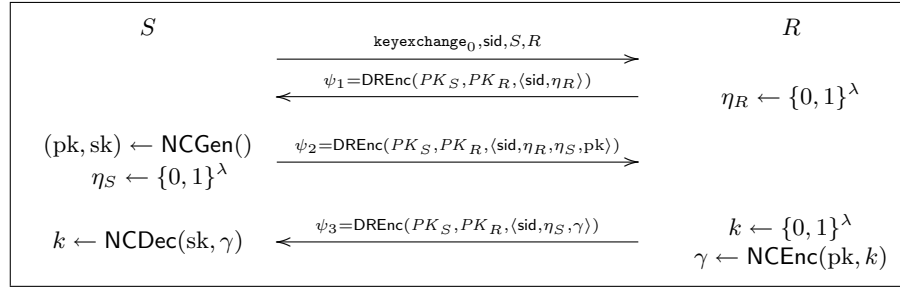 S R
keyexchange₀,sid,S,R
ψ₁=DREnc(PK_S,PK_R,⟨sid,η_R⟩)
η_R ← {0, 1}^λ
(pk, sk) ← NCGen()
ψ₂=DREnc(PK_S,PK_R,⟨sid,η_R,η_S,pk⟩)
η_S ← {0, 1}^λ
k ← NCDec(sk, γ)
ψ₃=DREnc(PK_S,PK_R,⟨sid,η_S,γ⟩)
k ← {0, 1}^λ
γ ← NCEnc(pk, k)